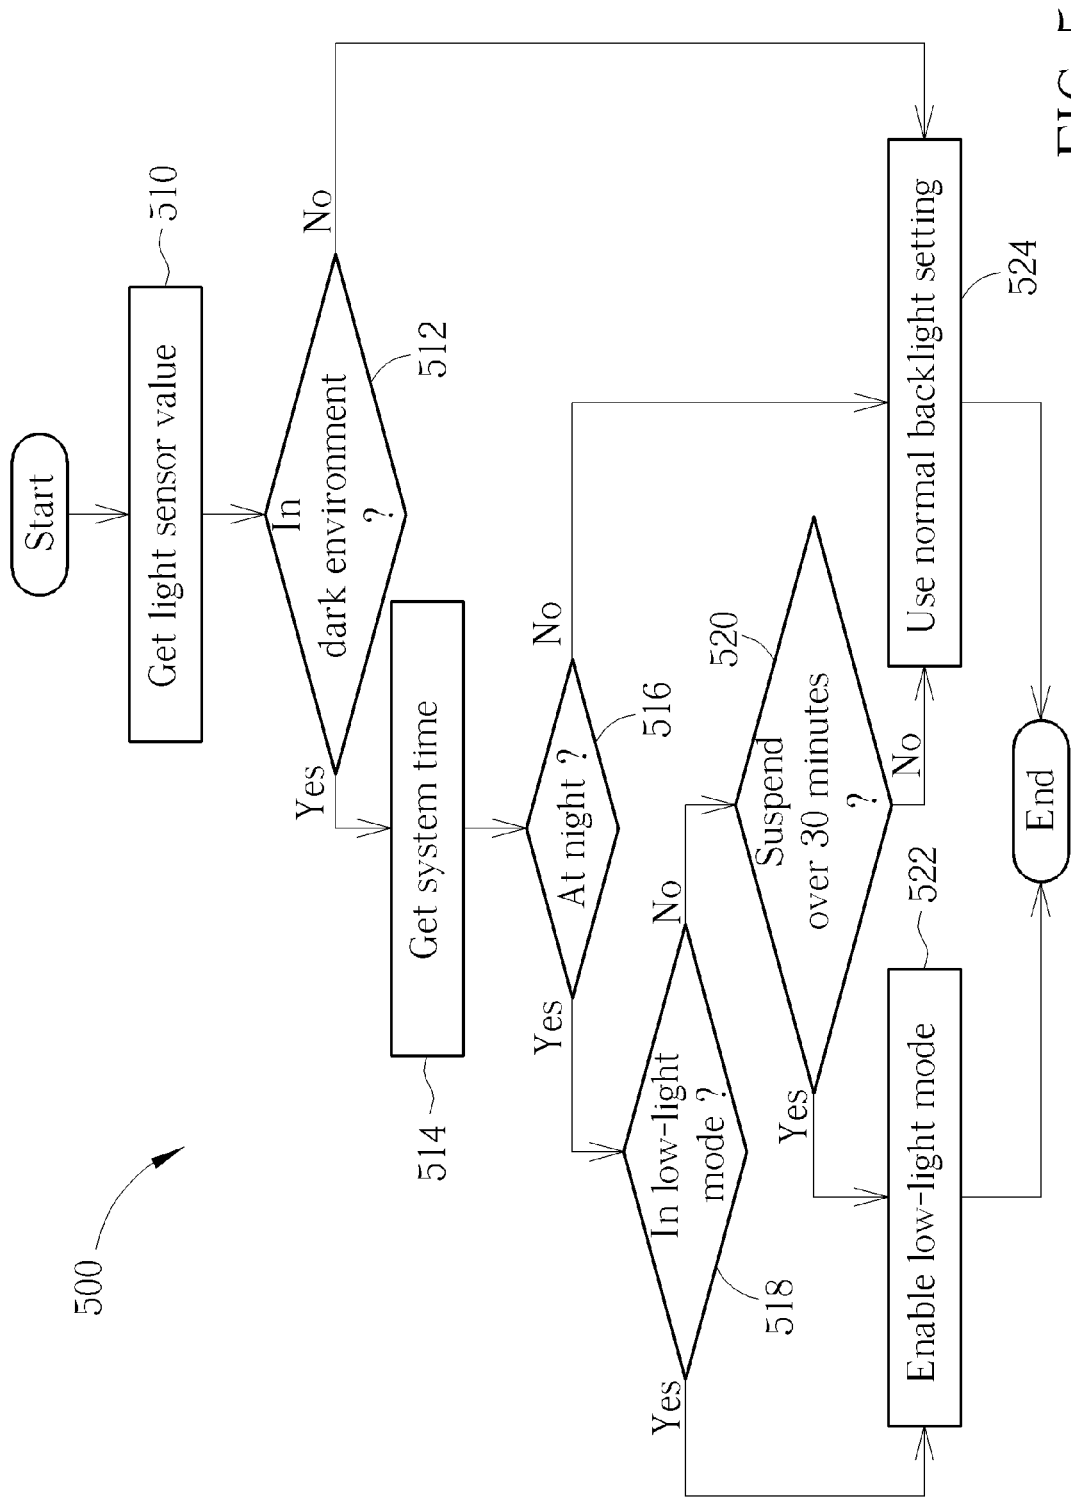 500
Start
Get light sensor value
510
In
dark environment
?
512
Yes
No
Get system time
514
At night ?
516
Yes
No
In low-light
mode ?
518
Yes
No
Suspend
over 30 minutes
?
520
Yes
No
Enable low-light mode
522
Use normal backlight setting
524
End